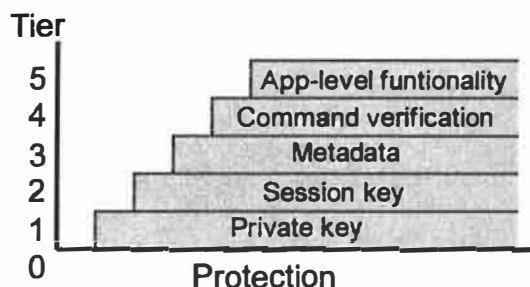 Tier
5 App-level funtionality
4 Command verification
3 Metadata
2 Session key
1 Private key
0
Protection